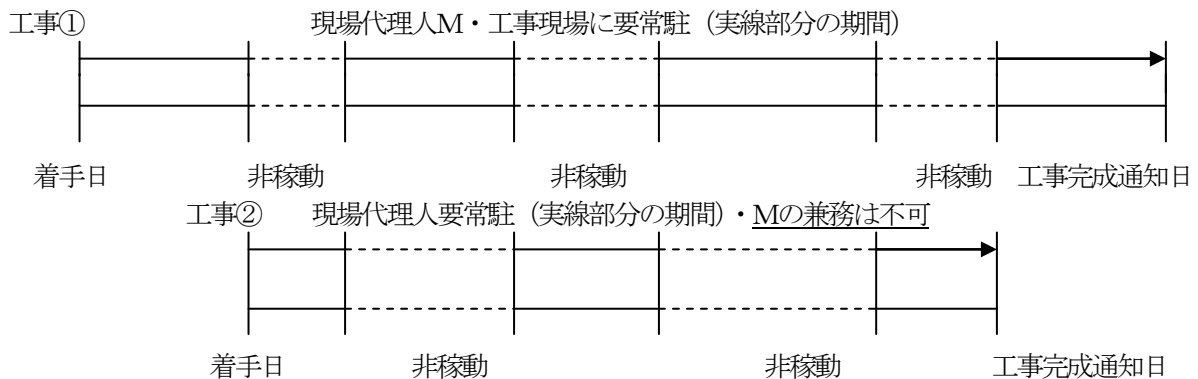 工事① 現場代理人M・工事現場に要常駐（実線部分の期間）
着手日 非稼動 非稼動 非稼動 工事完成通知日
工事② 現場代理人要常駐（実線部分の期間）・Mの兼務は不可
着手日 非稼動 非稼動 工事完成通知日